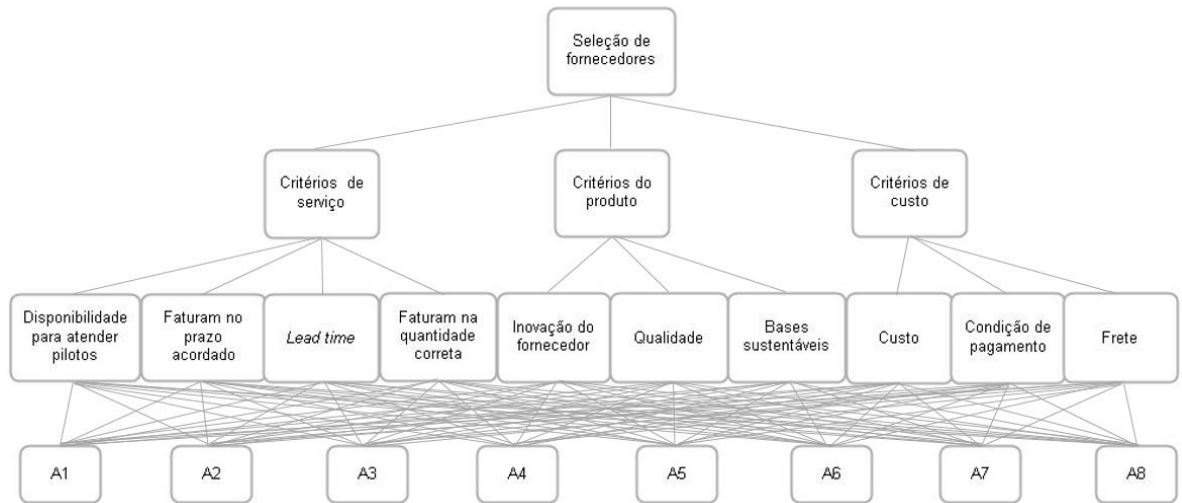 Seleção de
fornecedores
Critérios de
serviço
Critérios do
produto
Critérios de
custo
Disponibilidade
para atender
pilotos
Faturam no
prazo
acordado
Lead time
Faturam na
quantidade
correta
Inovação do
fornecedor
Qualidade
Bases
sustentáveis
Custo
Condição de
pagamento
Frete
A1
A2
A3
A4
A5
A6
A7
A8